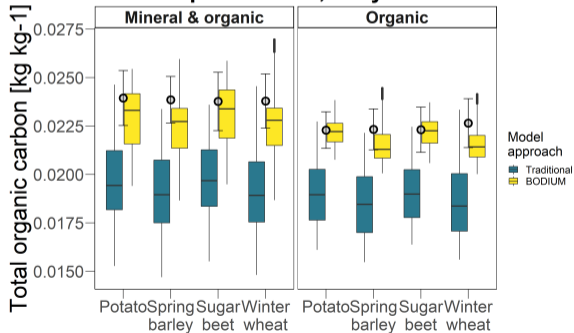 Mineral & organic
Organic
Total organic carbon [kg kg-1]
0.0275
0.0250
0.0225
0.0200
0.0175
0.0150
Potato Spring Sugar Winter
barley beet wheat
Potato Spring Sugar Winter
barley beet wheat
Model
approach
Traditional
BODIUM